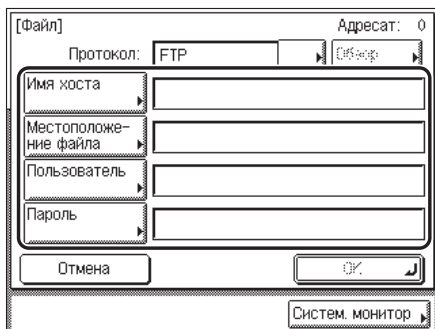 [Файл] Адресат: 0
Протокол: FTP Обзор
Имя хоста
Местоположе-
ние файла
Пользователь
Пароль
Отмена OK
Систем. монитор